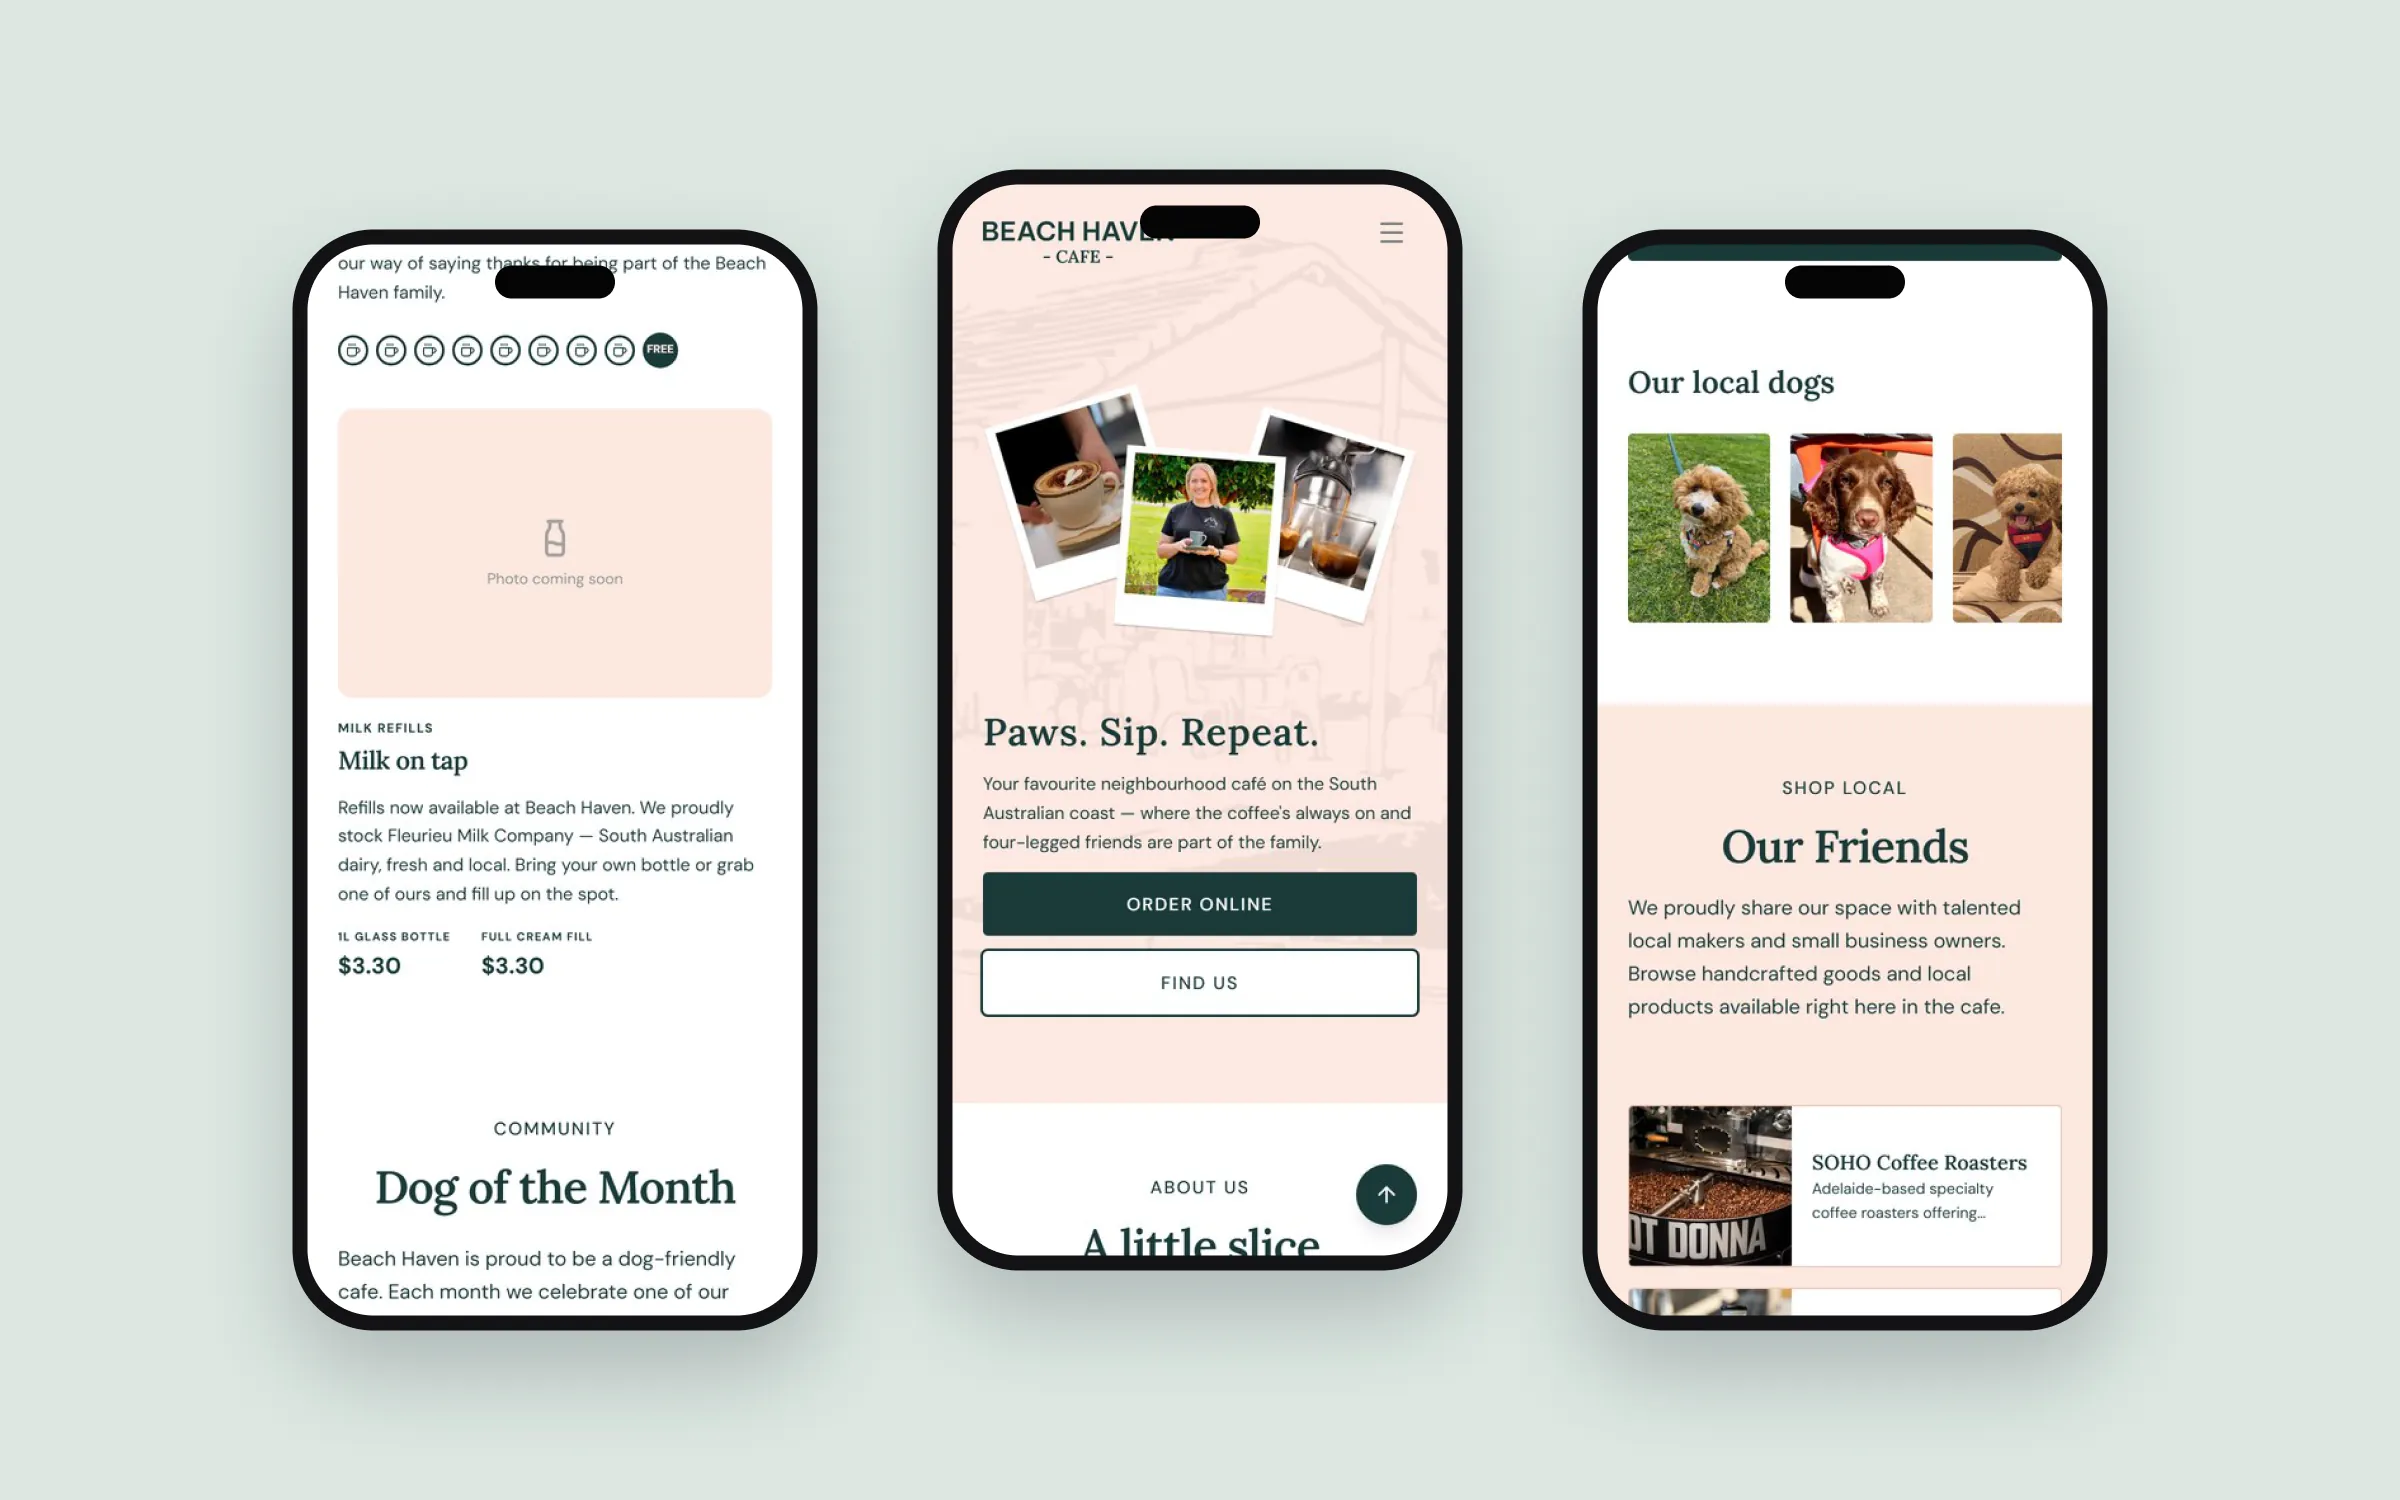 our way of saying thanks for being part of the Beach
Haven family.
FREE
Photo coming soon
MILK REFILLS
Milk on tap
Refills now available at Beach Haven. We proudly
stock Fleurieu Milk Company — South Australian
dairy, fresh and local. Bring your own bottle or grab
one of ours and fill up on the spot.
1L GLASS BOTTLE FULL CREAM FILL
$3.30 $3.30
COMMUNITY
Dog of the Month
Beach Haven is proud to be a dog-friendly
cafe. Each month we celebrate one of our
BEACH HAVEN
- CAFE -
Paws. Sip. Repeat.
Your favourite neighbourhood café on the South
Australian coast — where the coffee's always on and
four-legged friends are part of the family.
ORDER ONLINE
FIND US
ABOUT US
A little slice
Our local dogs
SHOP LOCAL
Our Friends
We proudly share our space with talented
local makers and small business owners.
Browse handcrafted goods and local
products available right here in the cafe.
OT DONNA
SOHO Coffee Roasters
Adelaide-based specialty
coffee roasters offering...